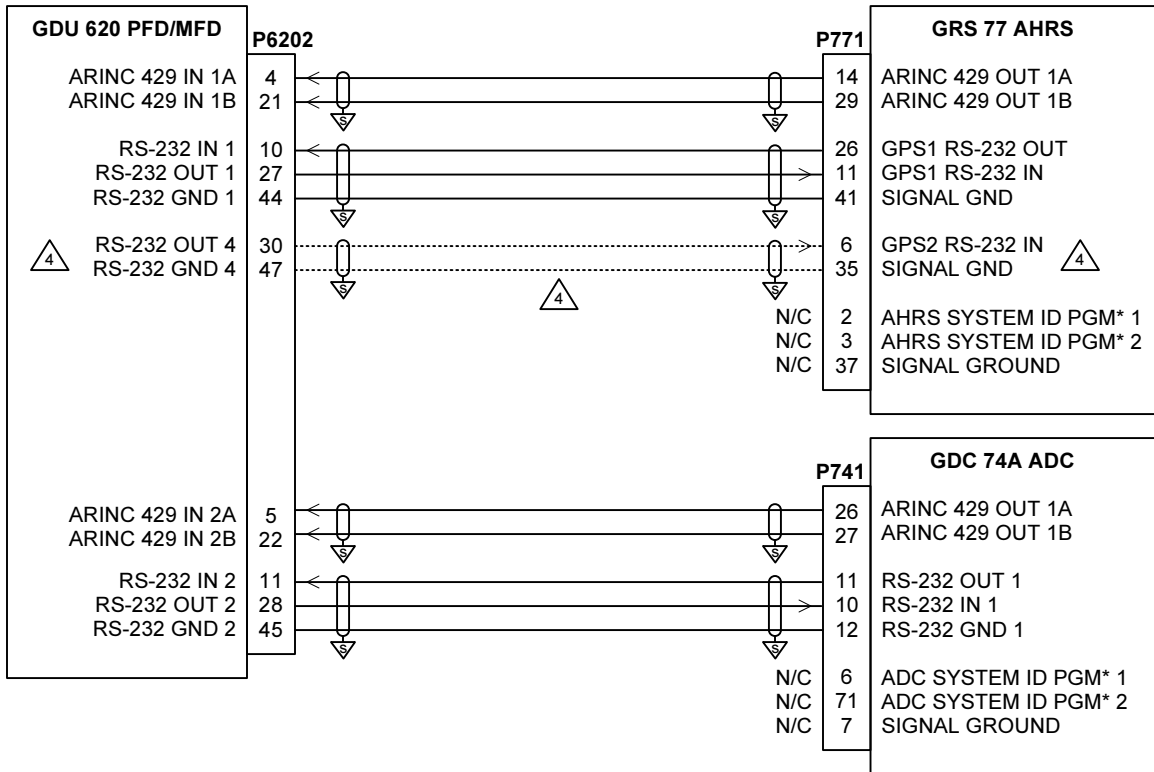 GDU 620 PFD/MFD P6202 P771 GRS 77 AHRS
ARINC 429 IN 1A 4 14 ARINC 429 OUT 1A
ARINC 429 IN 1B 21 29 ARINC 429 OUT 1B
S S
RS-232 IN 1 10 26 GPS1 RS-232 OUT
RS-232 OUT 1 27 11 GPS1 RS-232 IN
RS-232 GND 1 44 41 SIGNAL GND
S S
4 RS-232 OUT 4 30 6 GPS2 RS-232 IN 4
RS-232 GND 4 47 35 SIGNAL GND
S 4 S
N/C 2 AHRS SYSTEM ID PGM* 1
N/C 3 AHRS SYSTEM ID PGM* 2
N/C 37 SIGNAL GROUND
P741 GDC 74A ADC
ARINC 429 IN 2A 5 26 ARINC 429 OUT 1A
ARINC 429 IN 2B 22 27 ARINC 429 OUT 1B
S S
RS-232 IN 2 11 11 RS-232 OUT 1
RS-232 OUT 2 28 10 RS-232 IN 1
RS-232 GND 2 45 12 RS-232 GND 1
S S
N/C 6 ADC SYSTEM ID PGM* 1
N/C 71 ADC SYSTEM ID PGM* 2
N/C 7 SIGNAL GROUND